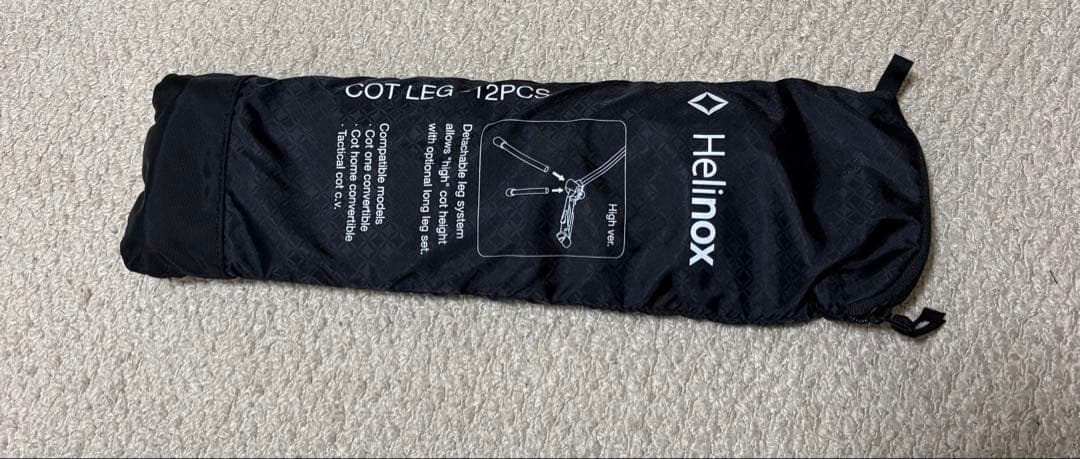 COT LEG 12PCS
Helinox
High ver.
Detachable leg system
allows "high" cot height
with optional long leg set.
Compatible models
· Cot one convertible
· Cot home convertible
· Tactical cot c.v.